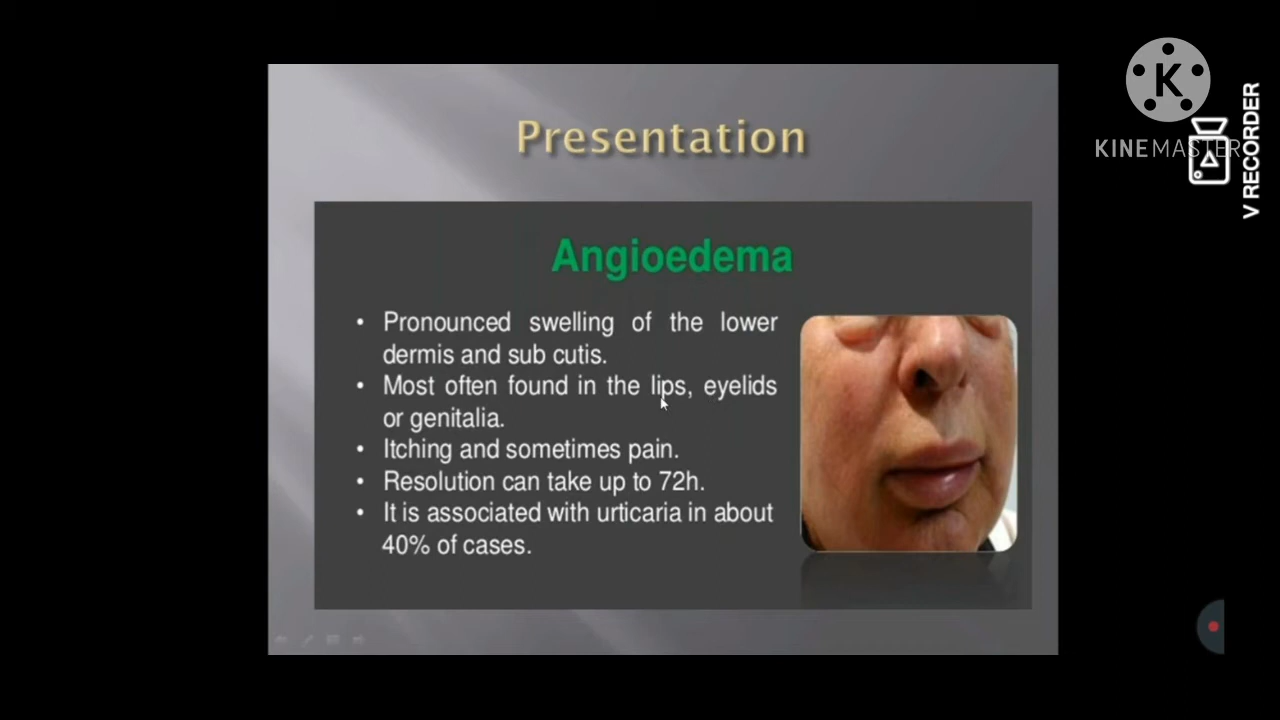 Presentation
Angioedema
• Pronounced swelling of the lower
dermis and sub cutis.
• Most often found in the lips, eyelids
or genitalia.
• Itching and sometimes pain.
• Resolution can take up to 72h.
• It is associated with urticaria in about
40% of cases.
K
KINEMASTER
V RECORDER